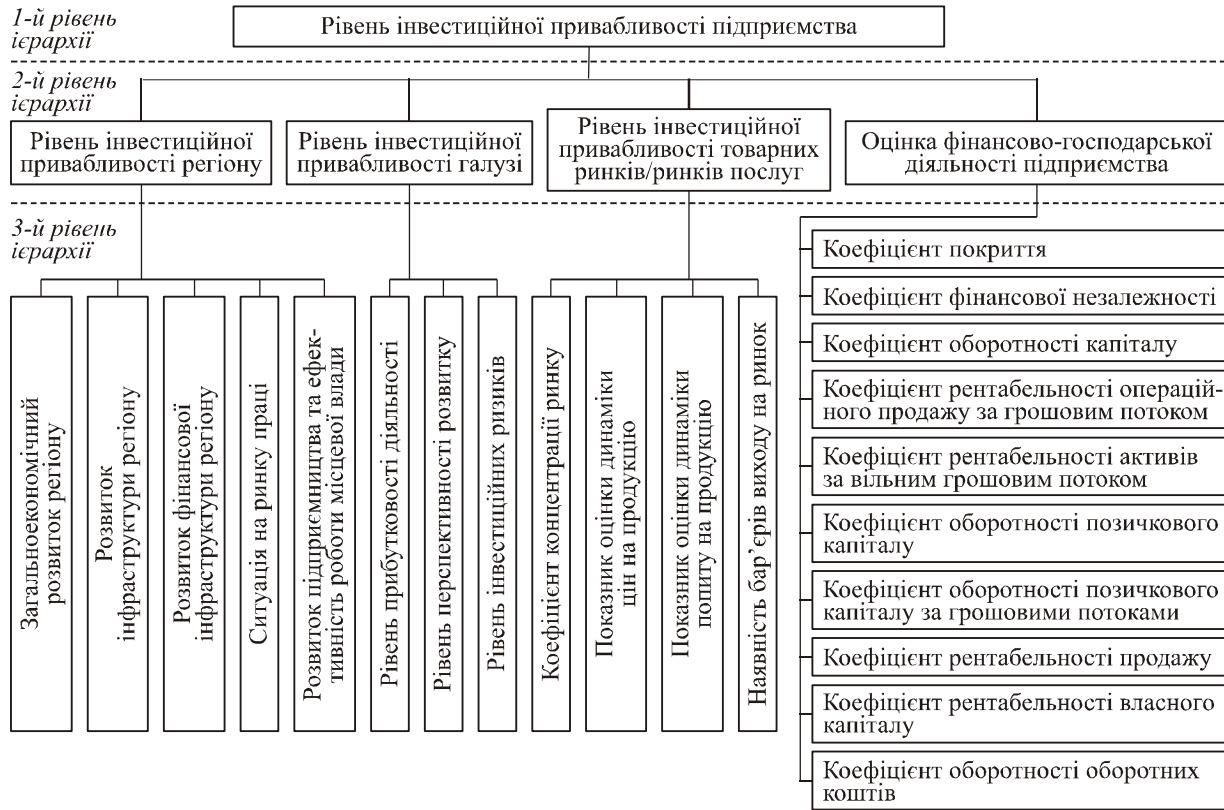 1-й рівень
ієрархії
Рівень інвестиційної привабливості підприємства
2-й рівень
ієрархії
Рівень інвестиційної
привабливості регіону
Рівень інвестиційної
привабливості галузі
Рівень інвестиційної
привабливості товарних
ринків/ринків послуг
Оцінка фінансово-господарської
діяльності підприємства
3-й рівень
ієрархії
Загальноекономічний
розвиток регіону
Розвиток
інфраструктури регіону
Розвиток фінансової
інфраструктури регіону
Ситуація на ринку праці
Розвиток підприємництва та ефек-
тивність роботи місцевої влади
Рівень прибутковості діяльності
Рівень перспективності розвитку
Рівень інвестиційних ризиків
Коефіцієнт концентрації ринку
Показник оцінки динаміки
цін на продукцію
Показник оцінки динаміки
попиту на продукцію
Наявність бар’єрів виходу на ринок
Коефіцієнт покриття
Коефіцієнт фінансової незалежності
Коефіцієнт оборотності капіталу
Коефіцієнт рентабельності операцій-
ного продажу за грошовим потоком
Коефіцієнт рентабельності активів
за вільним грошовим потоком
Коефіцієнт оборотності позичкового
капіталу
Коефіцієнт оборотності позичкового
капіталу за грошовими потоками
Коефіцієнт рентабельності продажу
Коефіцієнт рентабельності власного
капіталу
Коефіцієнт оборотності оборотних
коштів